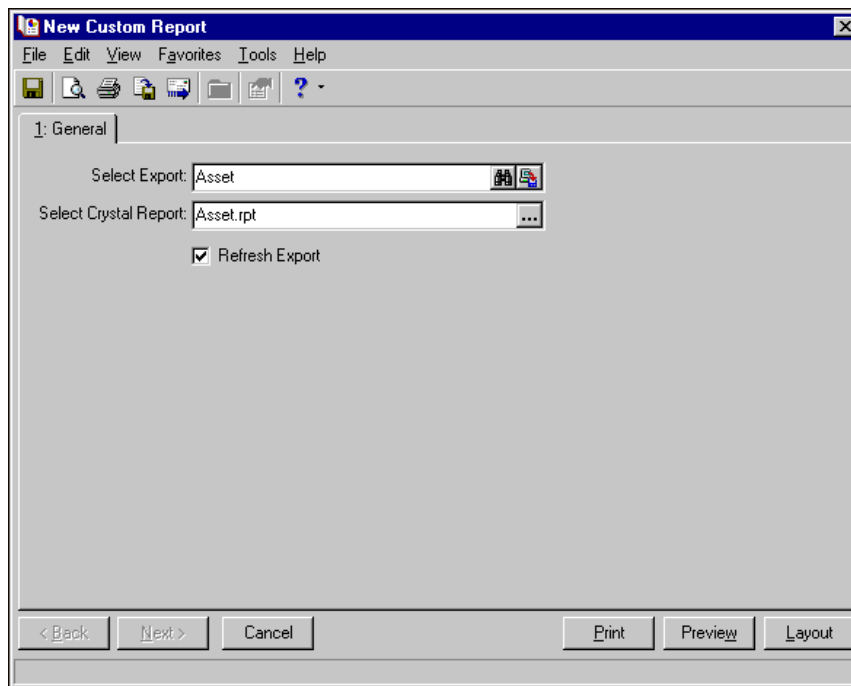 New Custom Report
File Edit View Favorites Tools Help
?
1: General
Select Export: Asset
Select Crystal Report: Asset.rpt ...
Refresh Export
< Back Next > Cancel Print Preview Layout